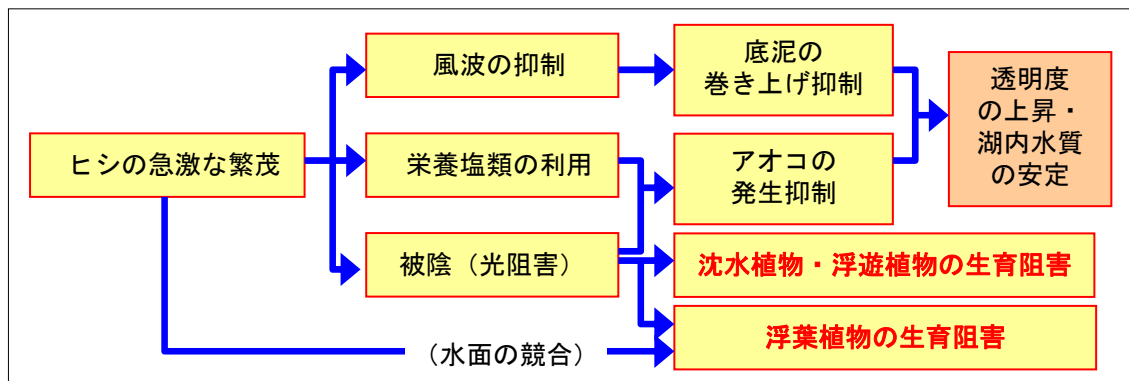 ヒシの急激な繁茂
風波の抑制
栄養塩類の利用
被陰（光阻害）
底泥の
巻き上げ抑制
アオコの
発生抑制
透明度
の上昇・
湖内水質
の安定
沈水植物・浮遊植物の生育阻害
浮葉植物の生育阻害
（水面の競合）